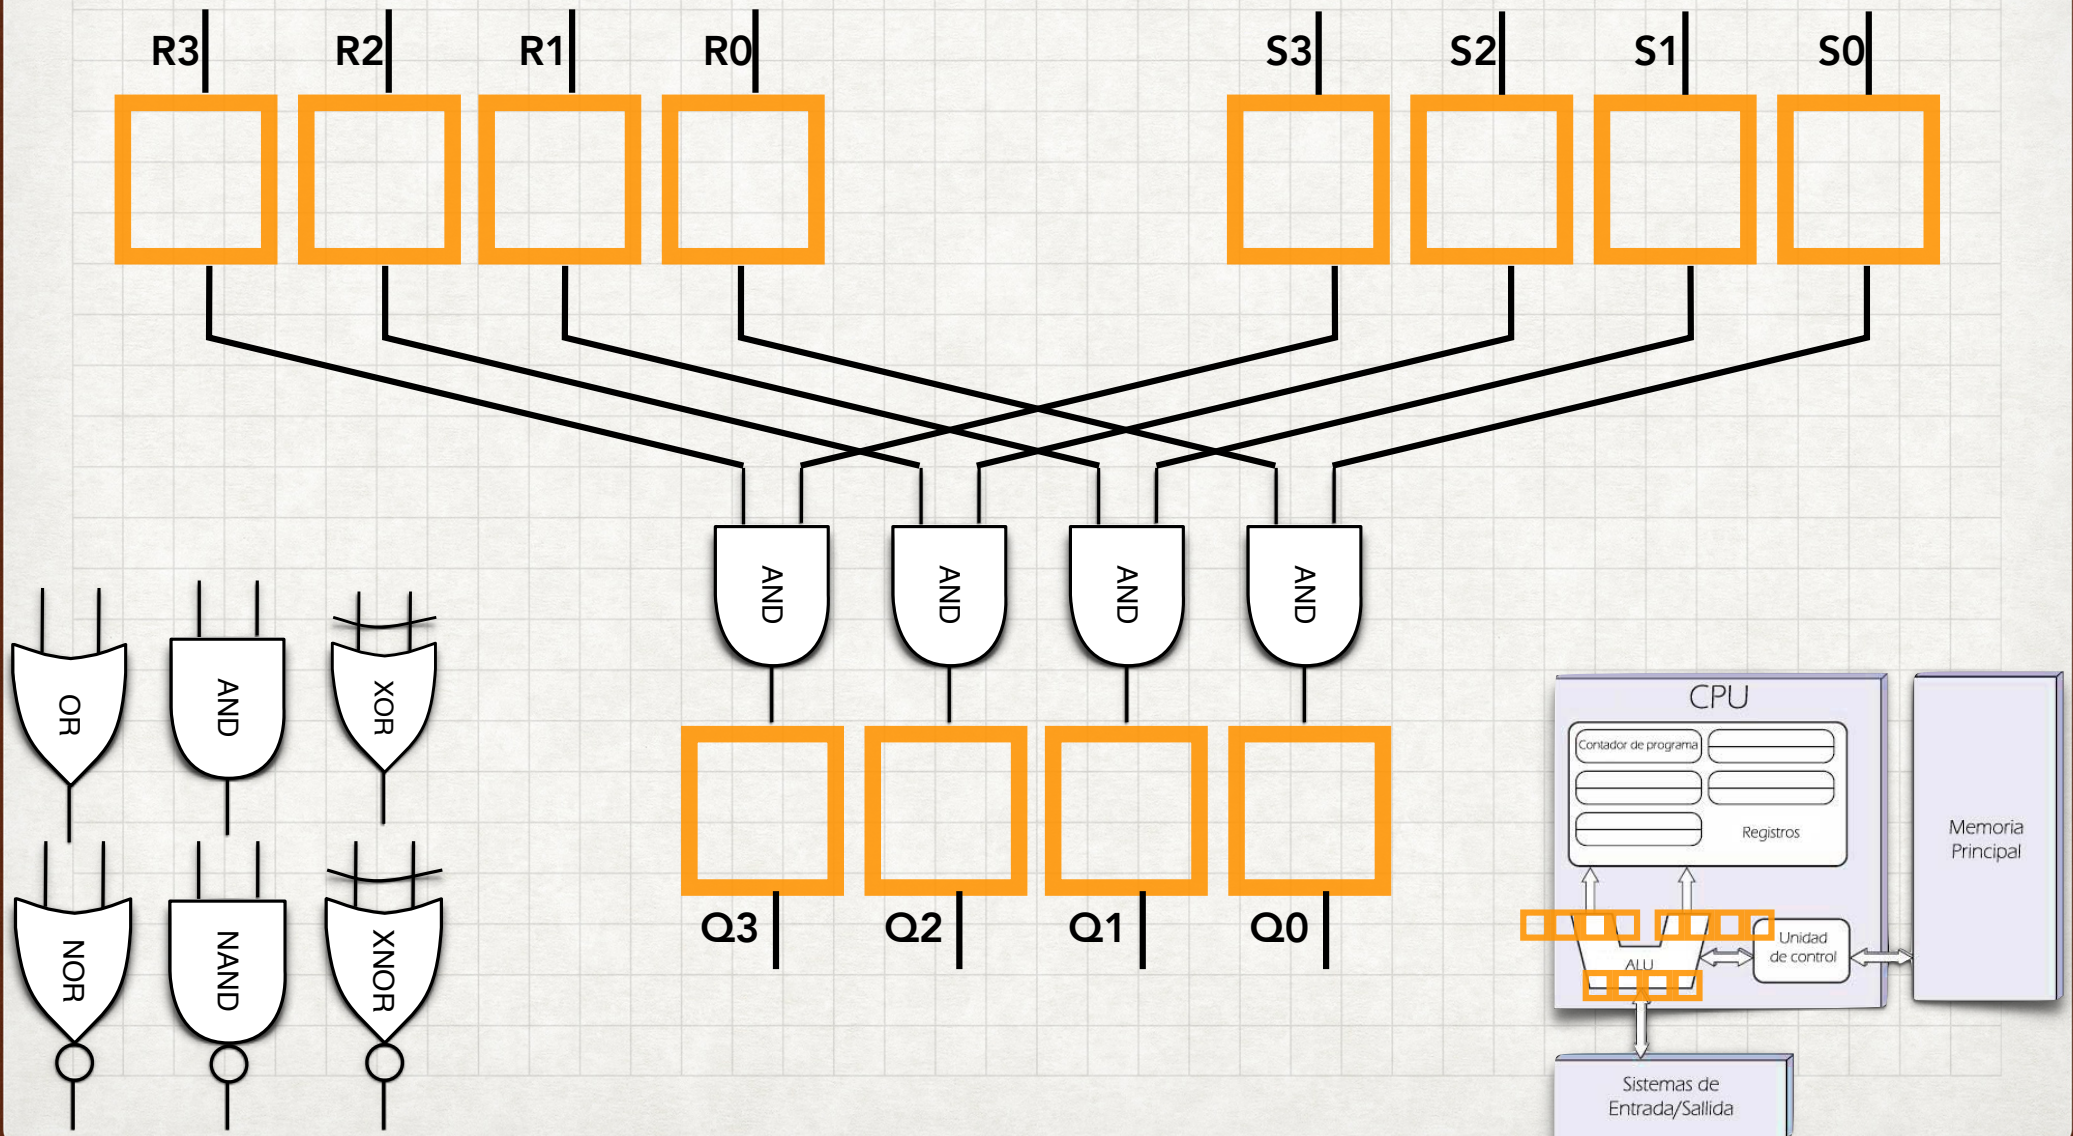 R3 R2 R1 R0 S3 S2 S1 S0
AND AND AND AND
OR AND XOR
NOR NAND XNOR
Q3 Q2 Q1 Q0
CPU
Contador de programa
Registros
ALU
Unidad
de control
Memoria
Principal
Sistemas de
Entrada/Sallida